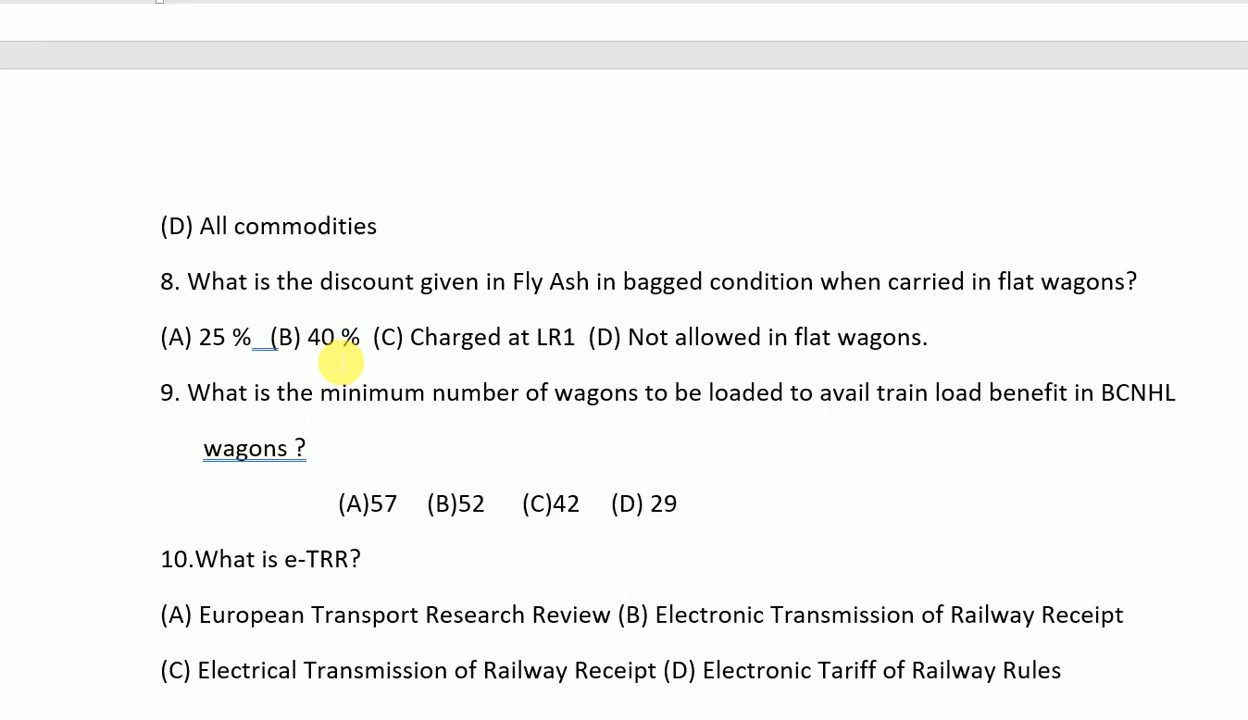 (D) All commodities
8. What is the discount given in Fly Ash in bagged condition when carried in flat wagons?
(A) 25 %  (B) 40 %  (C) Charged at LR1  (D) Not allowed in flat wagons.
9. What is the minimum number of wagons to be loaded to avail train load benefit in BCNHL
wagons ?
(A)57    (B)52     (C)42    (D) 29
10.What is e-TRR?
(A) European Transport Research Review (B) Electronic Transmission of Railway Receipt
(C) Electrical Transmission of Railway Receipt (D) Electronic Tariff of Railway Rules